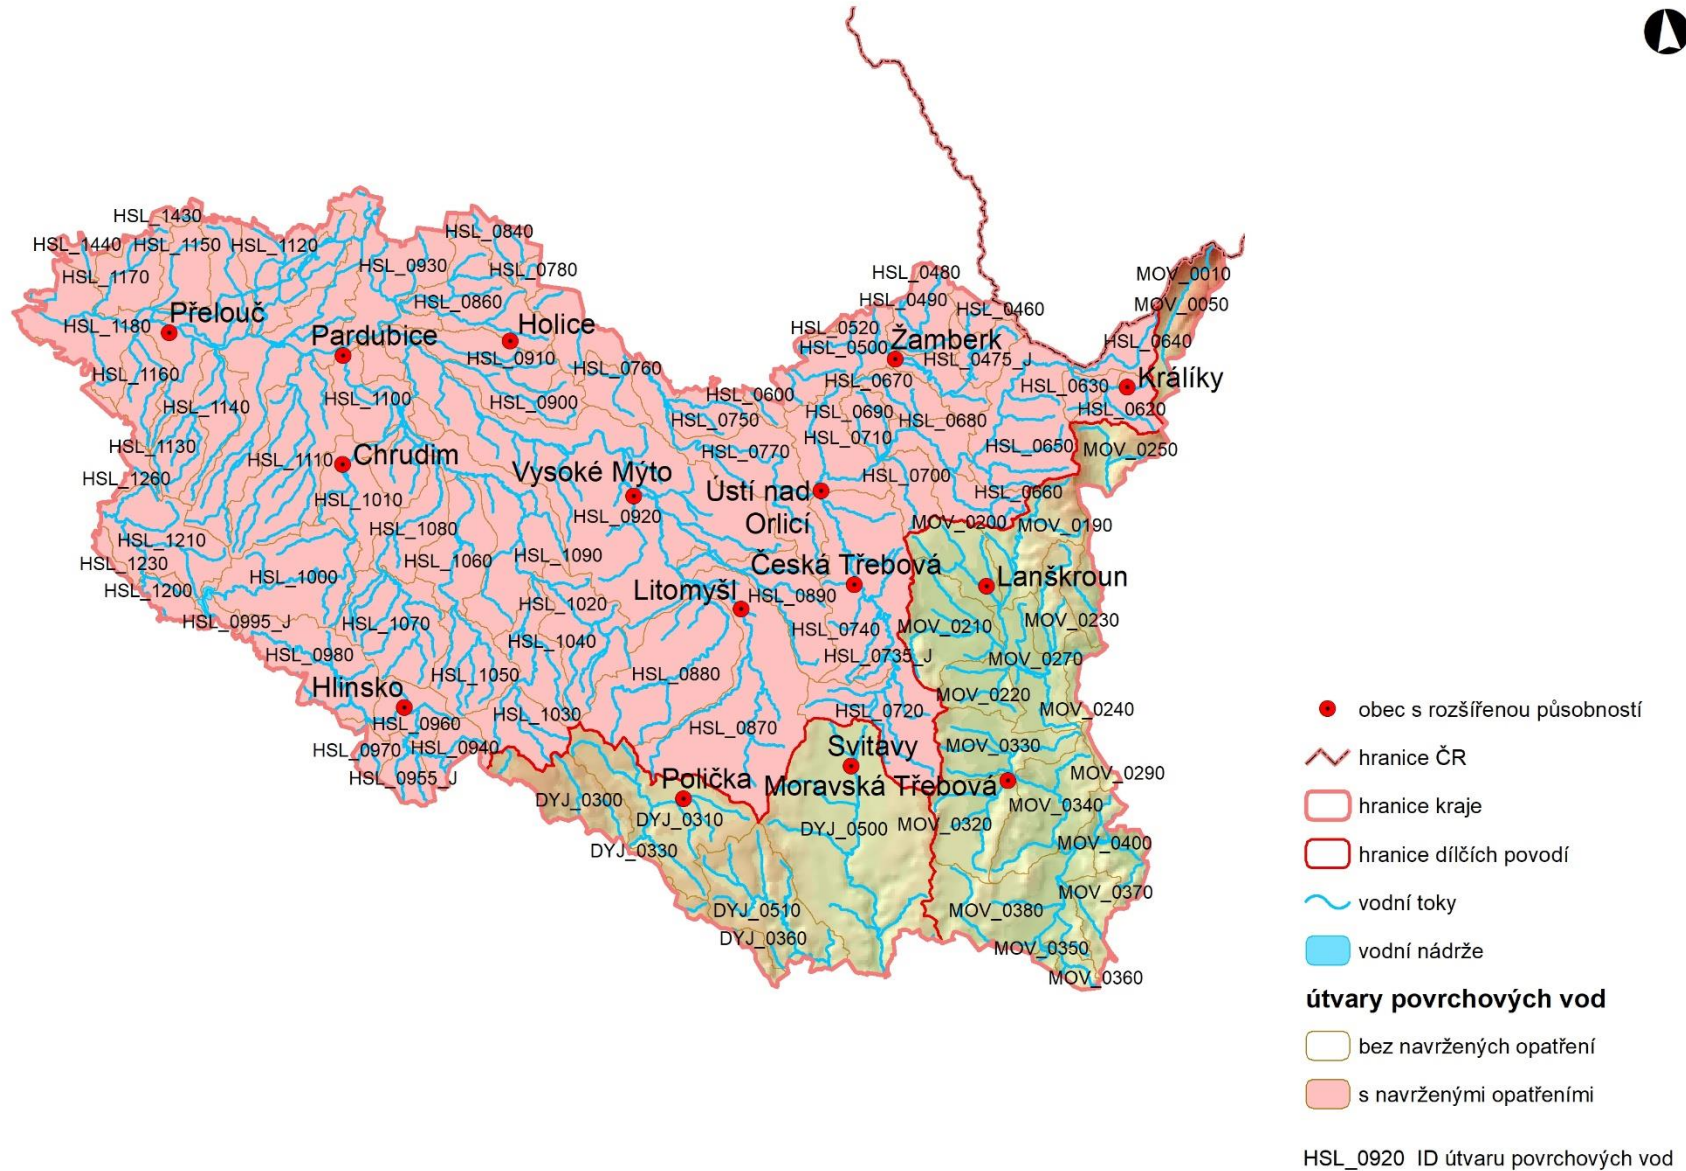 HSL_1430
HSL_1440
HSL_1150
HSL_1120
HSL_0840
HSL_1170
HSL_0930
HSL_0780
HSL_0480
MOV_0010
HSL_0860
HSL_0490
HSL_0460
MOV_0050
HSL_1180
Přelouč
Pardubice
Holice
HSL_0520
HSL_0500
Žamberk
HSL_0640
HSL_1160
HSL_0910
HSL_0760
HSL_0475_J
HSL_0670
HSL_0630
Králíky
HSL_1140
HSL_1100
HSL_0900
HSL_0600
HSL_0750
HSL_0690
HSL_0680
HSL_0620
HSL_1130
HSL_1110
Chrudim
HSL_0770
HSL_0710
HSL_0650
MOV_0250
HSL_1260
HSL_1010
Vysoké Mýto
HSL_0920
Ústí nad
Orlicí
HSL_0700
HSL_0660
HSL_1210
HSL_1080
MOV_0200
MOV_0190
HSL_1230
HSL_1200
HSL_1000
HSL_1060
HSL_1090
Česká Třebová
Lanškroun
HSL_0995_J
HSL_1070
HSL_1020
Litomyšl
HSL_0890
HSL_0740
MOV_0210
MOV_0230
HSL_0980
HSL_1040
HSL_0735_J
MOV_0270
Hlinsko
HSL_1050
HSL_0880
MOV_0220
HSL_0960
HSL_1030
HSL_0870
HSL_0720
MOV_0240
HSL_0970
HSL_0940
HSL_0955_J
Svitavy
MOV_0330
Polička
Moravská Třebová
MOV_0290
DYJ_0300
DYJ_0310
DYJ_0500
MOV_0320
MOV_0340
DYJ_0330
MOV_0400
DYJ_0510
MOV_0380
MOV_0370
DYJ_0360
MOV_0350
MOV_0360
obec s rozšířenou působností
hranice ČR
hranice kraje
hranice dílčích povodí
vodní toky
vodní nádrže
útvary povrchových vod
bez navržených opatření
s navrženými opatřeními
HSL_0920 ID útvaru povrchových vod